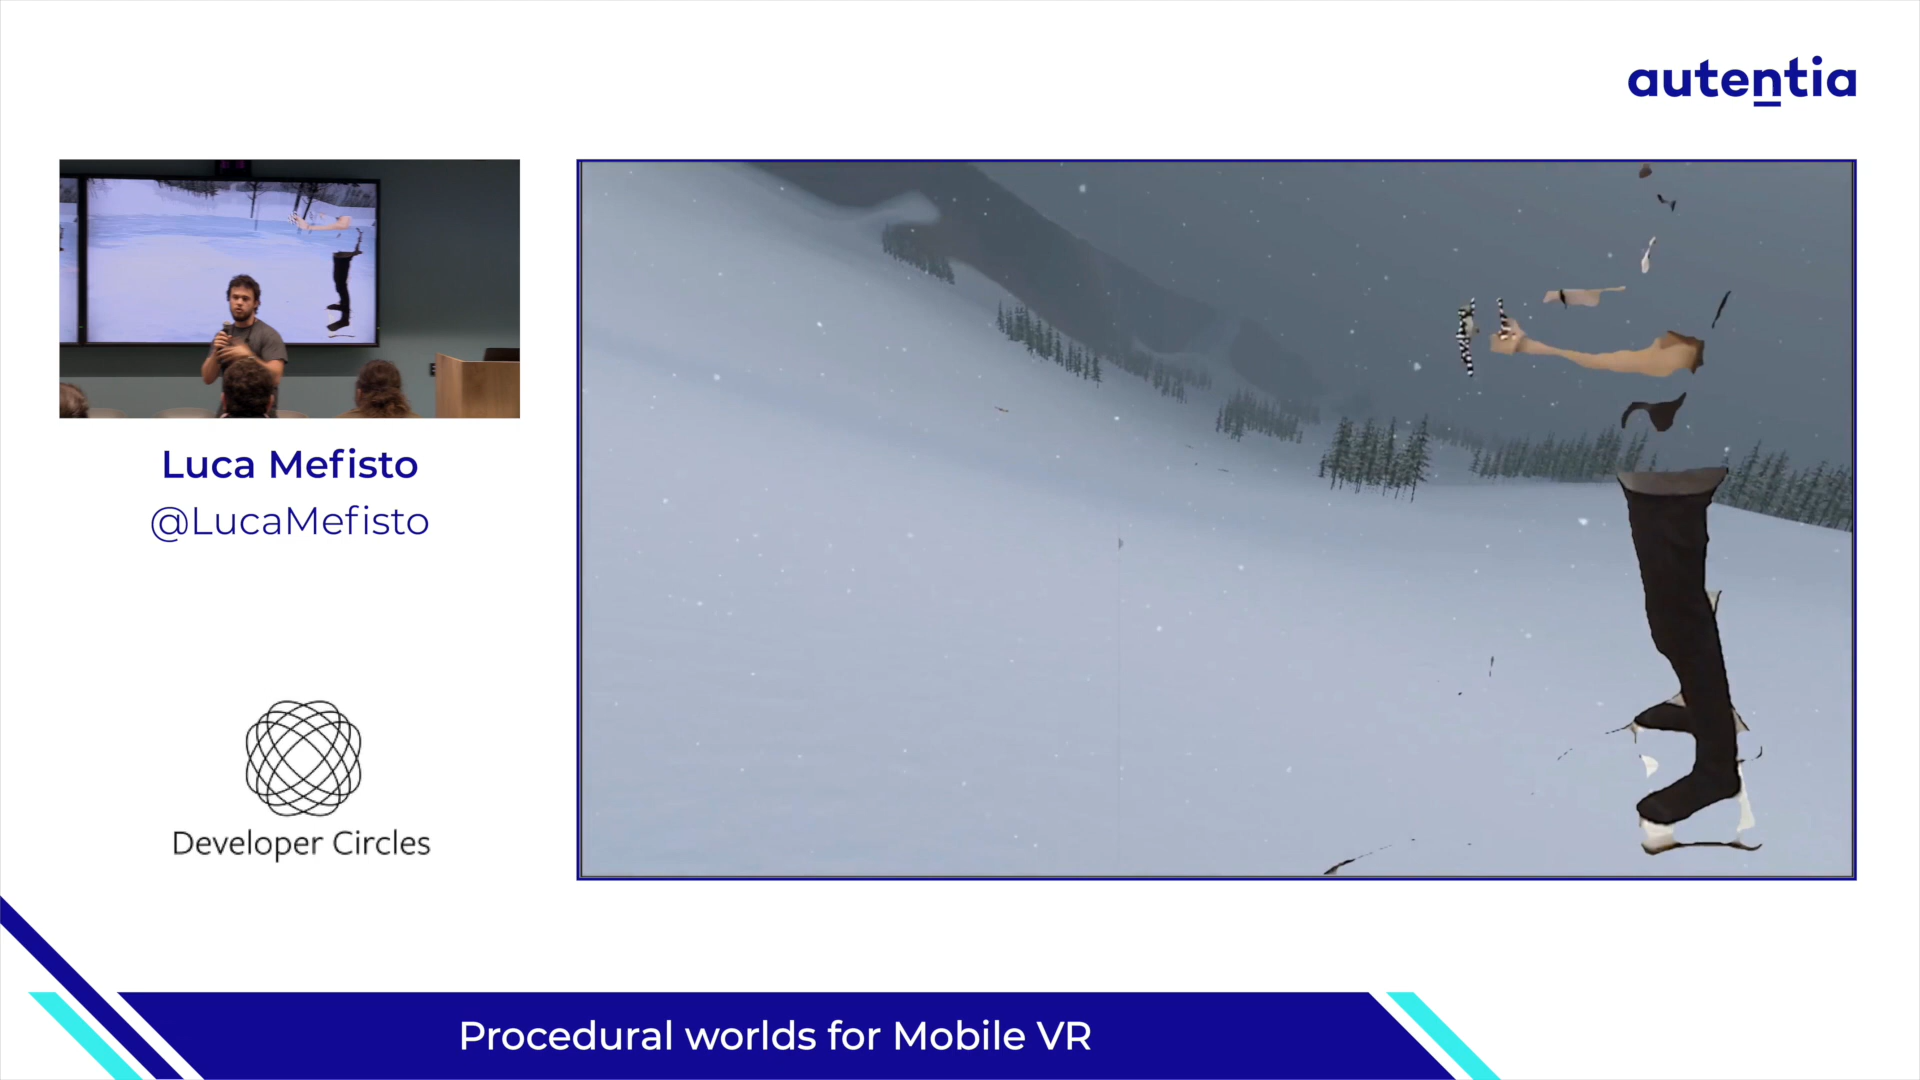 autentia
Luca Mefisto
@LucaMefisto
Developer Circles
Procedural worlds for Mobile VR